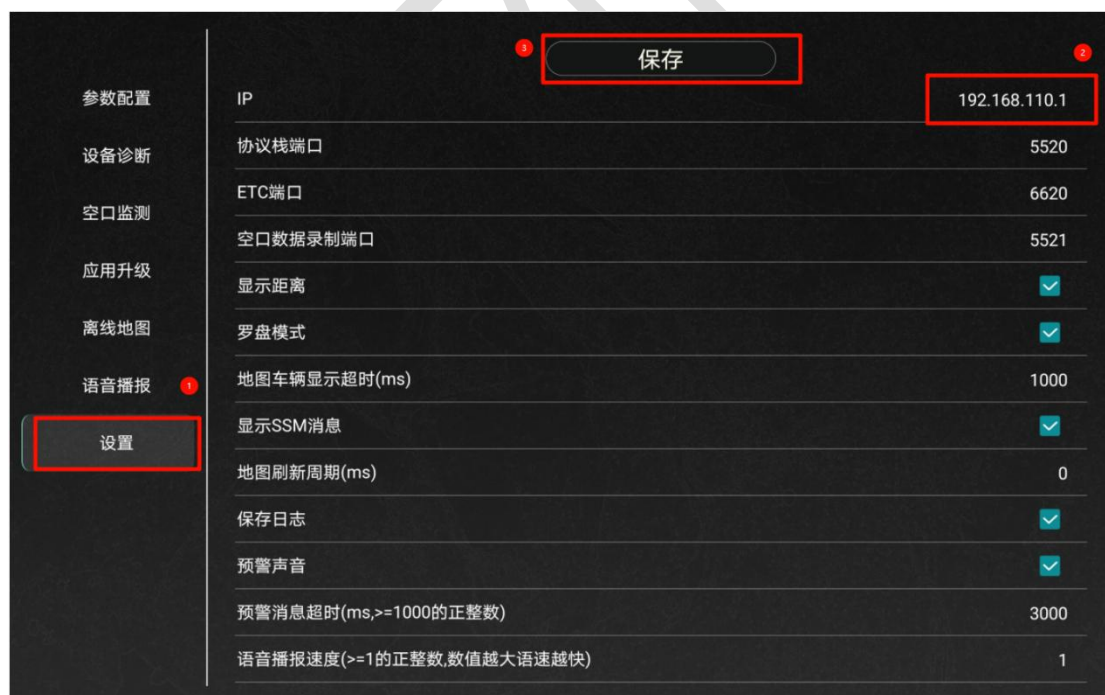 3 保存 2
参数配置 IP 192.168.110.1
设备诊断 协议栈端口 5520
ETC端口 6620
空口监测
空口数据录制端口 5521
应用升级 显示距离
离线地图 罗盘模式
语音播报 1 地图车辆显示超时(ms) 1000
设置 显示SSM消息
地图刷新周期(ms) 0
保存日志
预警声音
预警消息超时(ms,>=1000的正整数) 3000
语音播报速度(>=1的正整数,数值越大语速越快) 1